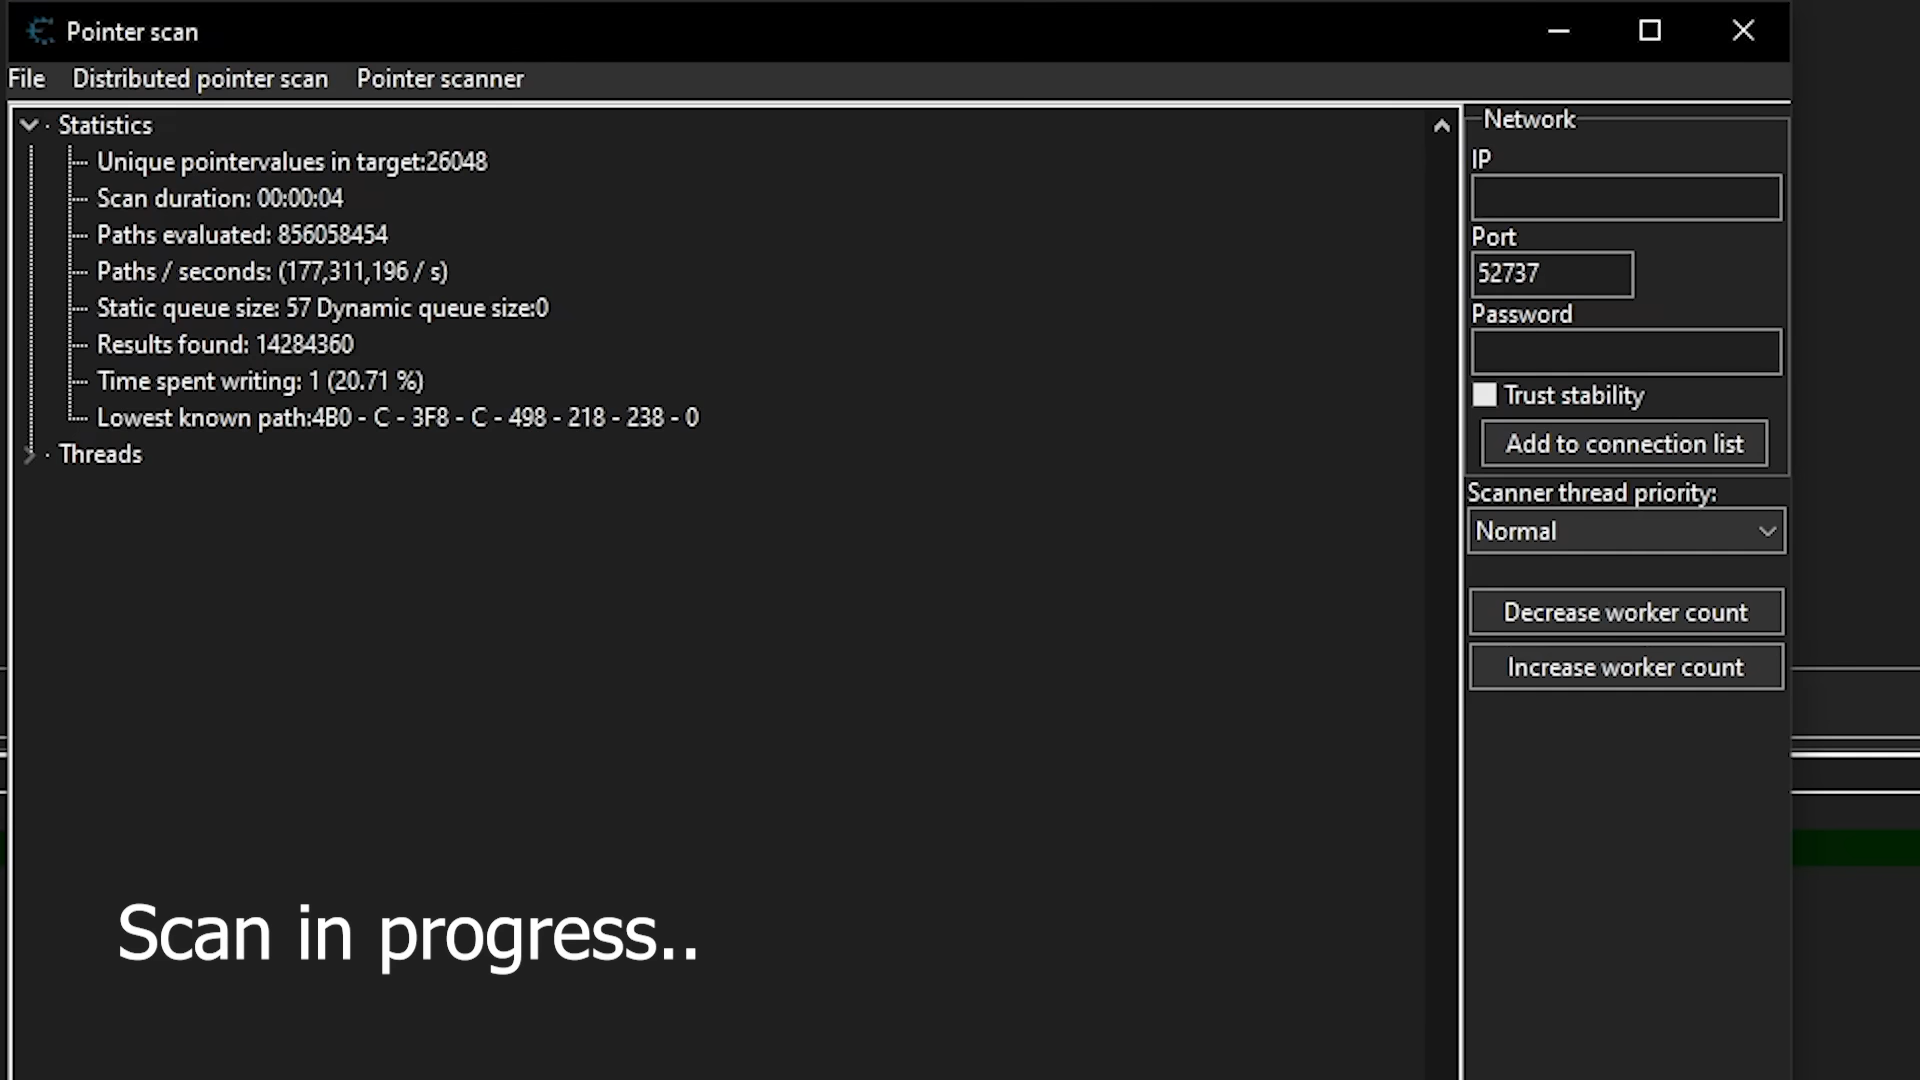 Pointer scan
File Distributed pointer scan Pointer scanner
Statistics
Unique pointervalues in target:26048
Scan duration: 00:00:04
Paths evaluated: 856058454
Paths / seconds: (177,311,196 / s)
Static queue size: 57 Dynamic queue size:0
Results found: 14284360
Time spent writing: 1 (20.71 %)
Lowest known path:4B0 - C - 3F8 - C - 498 - 218 - 238 - 0
Threads
Scan in progress..
Network
IP
Port
52737
Password
Trust stability
Add to connection list
Scanner thread priority:
Normal
Decrease worker count
Increase worker count